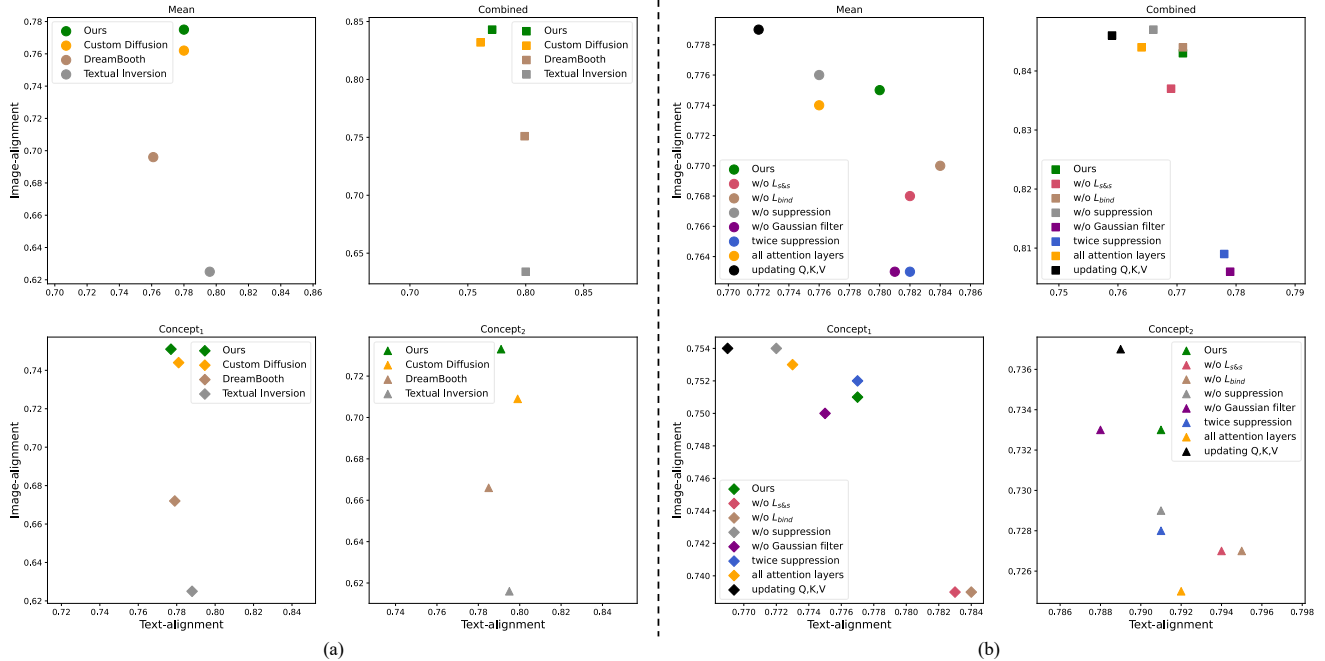 Mean
Image-alignment
0.78
0.76
0.74
0.72
0.70
0.68
0.66
0.64
0.62
0.70 0.72 0.74 0.76 0.78 0.80 0.82 0.84 0.86
Ours
Custom Diffusion
DreamBooth
Textual Inversion
Combined
0.85
0.80
0.75
0.70
0.65
0.70 0.75 0.80 0.85
Ours
Custom Diffusion
DreamBooth
Textual Inversion
Concept1
Image-alignment
0.74
0.72
0.70
0.68
0.66
0.64
0.62
0.72 0.74 0.76 0.78 0.80 0.82 0.84
Text-alignment
Ours
Custom Diffusion
DreamBooth
Textual Inversion
Concept2
0.72
0.70
0.68
0.66
0.64
0.62
0.74 0.76 0.78 0.80 0.82 0.84
Text-alignment
Ours
Custom Diffusion
DreamBooth
Textual Inversion
(a)
Mean
Image-alignment
0.778
0.776
0.774
0.772
0.770
0.768
0.766
0.764
0.770 0.772 0.774 0.776 0.778 0.780 0.782 0.784 0.786
Ours
w/o Ls&s
w/o Lbind
w/o suppression
w/o Gaussian filter
twice suppression
all attention layers
updating Q,K,V
Combined
0.84
0.83
0.82
0.81
0.75 0.76 0.77 0.78 0.79
Ours
w/o Ls&s
w/o Lbind
w/o suppression
w/o Gaussian filter
twice suppression
all attention layers
updating Q,K,V
Concept1
Image-alignment
0.754
0.752
0.750
0.748
0.746
0.744
0.742
0.740
0.770 0.772 0.774 0.776 0.778 0.780 0.782 0.784
Text-alignment
Ours
w/o Ls&s
w/o Lbind
w/o suppression
w/o Gaussian filter
twice suppression
all attention layers
updating Q,K,V
Concept2
0.736
0.734
0.732
0.730
0.728
0.726
0.786 0.788 0.790 0.792 0.794 0.796 0.798
Text-alignment
Ours
w/o Ls&s
w/o Lbind
w/o suppression
w/o Gaussian filter
twice suppression
all attention layers
updating Q,K,V
(b)